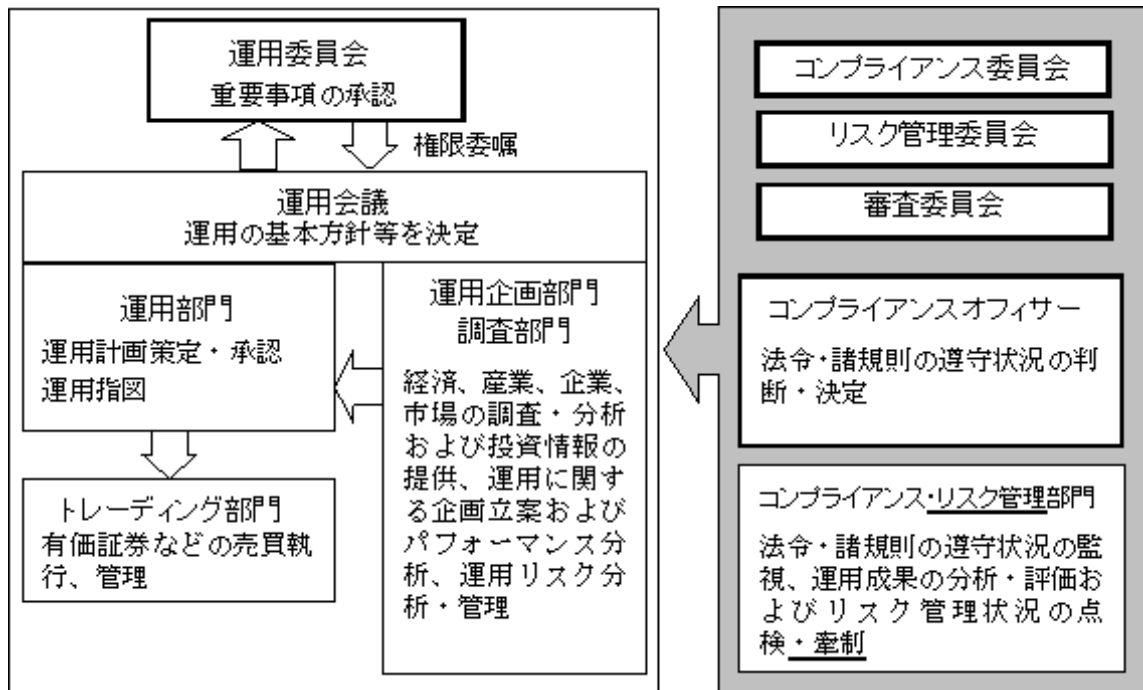 運用委員会
重要事項の承認
権限委嘱
運用会議
運用の基本方針等を決定
運用部門
運用計画策定・承認
運用指図
トレーディング部門
有価証券などの売買執
行、管理
運用企画部門
調査部門
経済、産業、企業、
市場の調査・分析
および投資情報の
提供、運用に関す
る企画立案および
パフォーマンス分
析、運用リスク分
析・管理
コンプライアンス委員会
リスク管理委員会
審査委員会
コンプライアンスオフィサー
法令・諸規則の遵守状況の判
断・決定
コンプライアンス・リスク管理部門
法令・諸規則の遵守状況の監
視、運用成果の分析・評価お
よびリスク管理状況の点
検・牽制